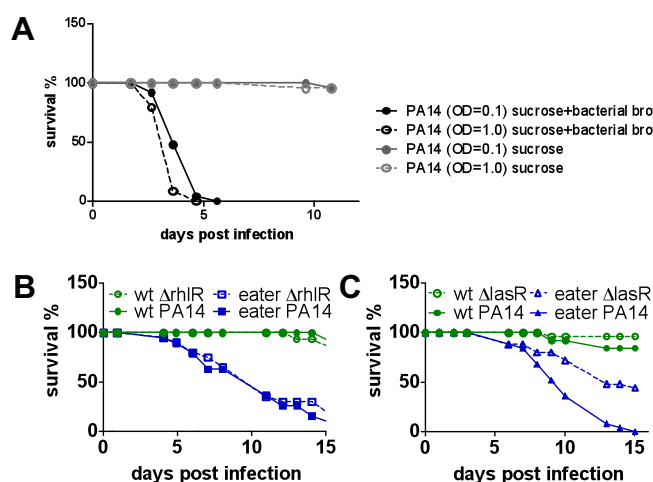 A
150
100
50
0
survival %
0 5 10
days post infection
PA14 (OD=0.1) sucrose+bacterial bro
PA14 (OD=1.0) sucrose+bacterial bro
PA14 (OD=0.1) sucrose
PA14 (OD=1.0) sucrose
B
150
100
50
0
survival %
wt ΔrhlR eater ΔrhlR
wt PA14 eater PA14
0 5 10 15
days post infection
C
150
100
50
0
survival %
wt ΔlasR eater ΔlasR
wt PA14 eater PA14
0 5 10 15
days post infection